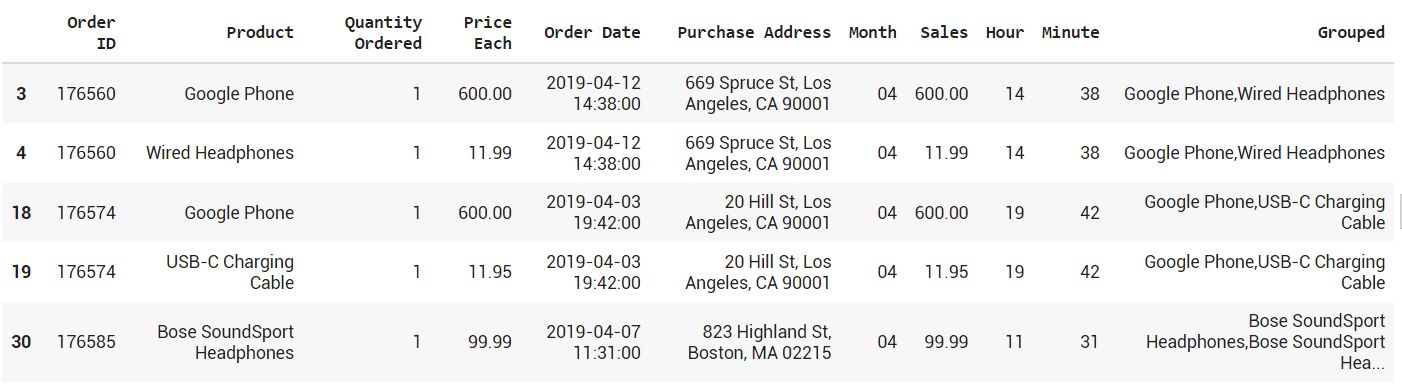 Order ID Product Quantity Ordered Price Each Order Date Purchase Address Month Sales Hour Minute Grouped
3 176560 Google Phone 1 600.00 2019-04-12 14:38:00 669 Spruce St, Los Angeles, CA 90001 04 600.00 14 38 Google Phone,Wired Headphones
4 176560 Wired Headphones 1 11.99 2019-04-12 14:38:00 669 Spruce St, Los Angeles, CA 90001 04 11.99 14 38 Google Phone,Wired Headphones
18 176574 Google Phone 1 600.00 2019-04-03 19:42:00 20 Hill St, Los Angeles, CA 90001 04 600.00 19 42 Google Phone,USB-C Charging Cable
19 176574 USB-C Charging Cable 1 11.95 2019-04-03 19:42:00 20 Hill St, Los Angeles, CA 90001 04 11.95 19 42 Google Phone,USB-C Charging Cable
30 176585 Bose SoundSport Headphones 1 99.99 2019-04-07 11:31:00 823 Highland St, Boston, MA 02215 04 99.99 11 31 Bose SoundSport Headphones,Bose SoundSport Hea...